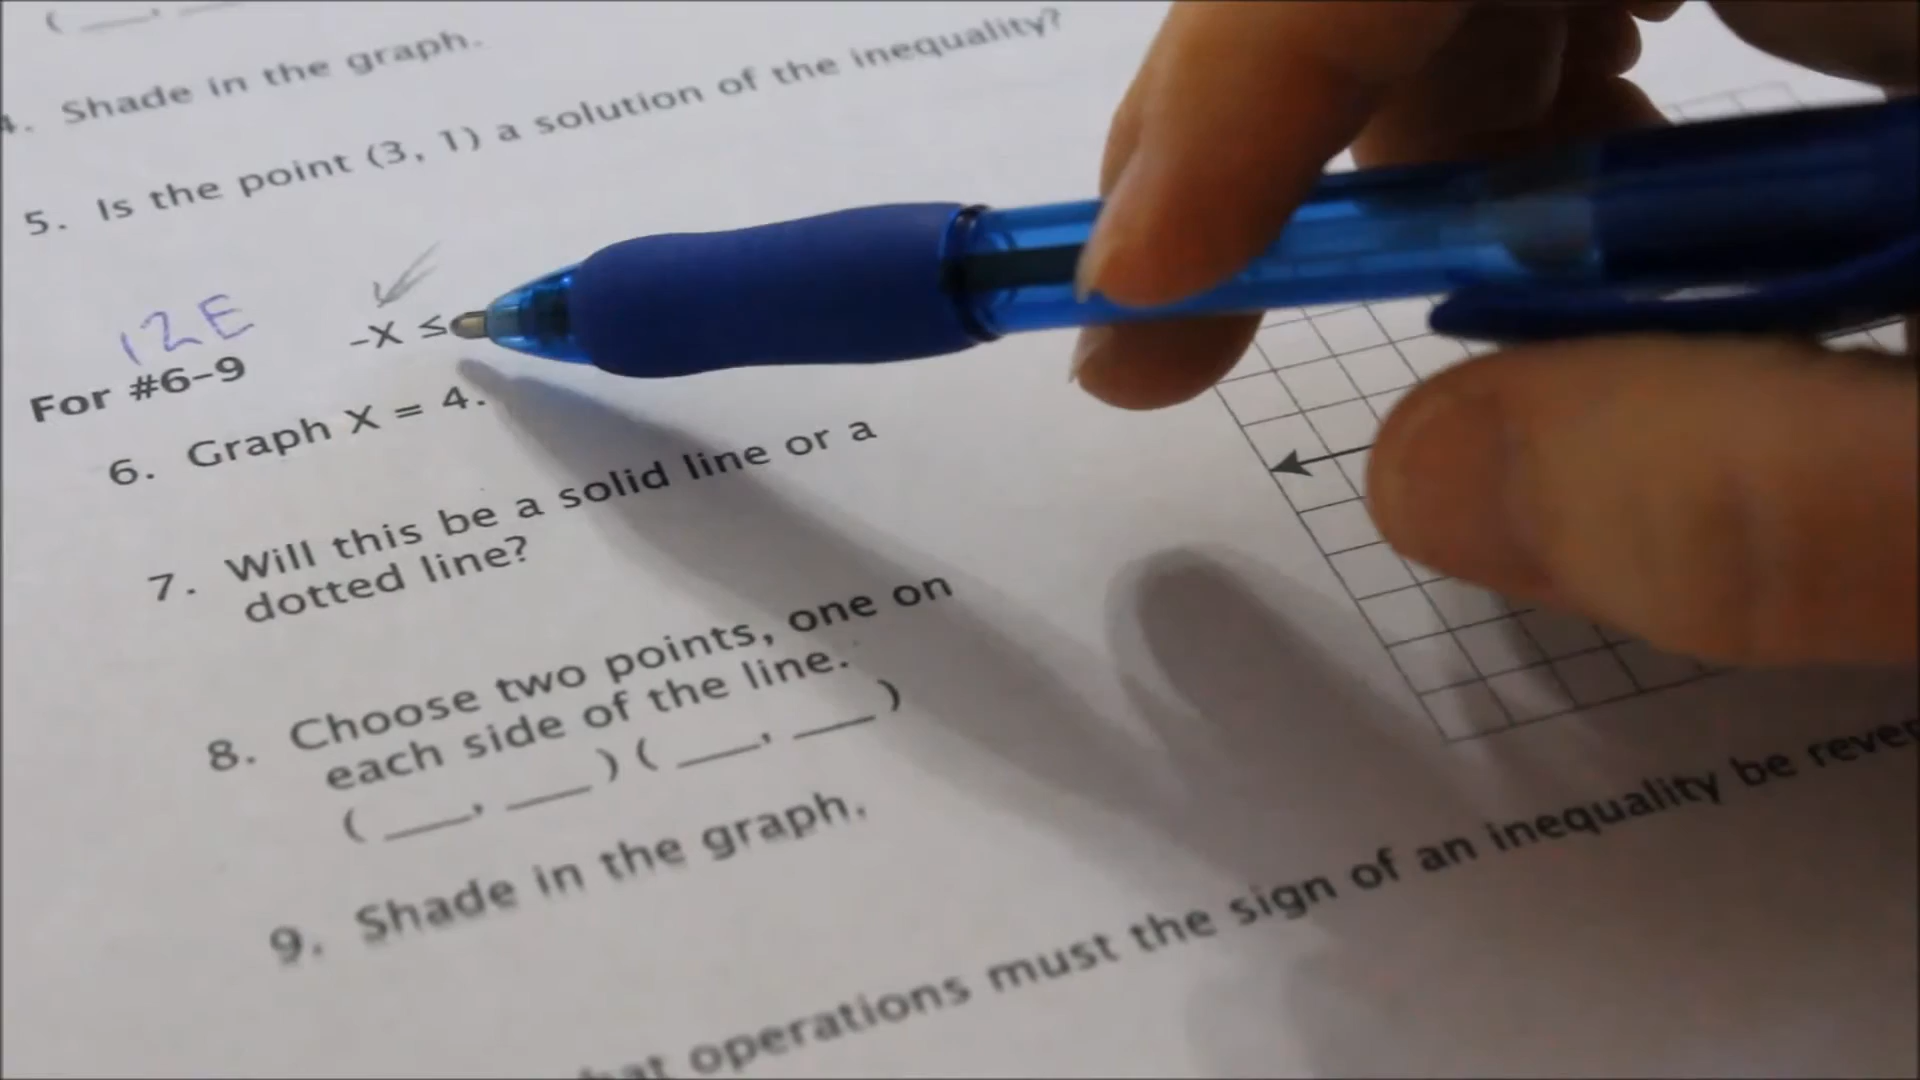 ( ___, ___
4. Shade in the graph.
5. Is the point (3, 1) a solution of the inequality?
12E
For #6–9 -X ≤
6. Graph X = 4.
7. Will this be a solid line or a
dotted line?
8. Choose two points, one on
each side of the line.
( ___, ___ ) ( ___, ___ )
9. Shade in the graph.
operations must the sign of an inequality be